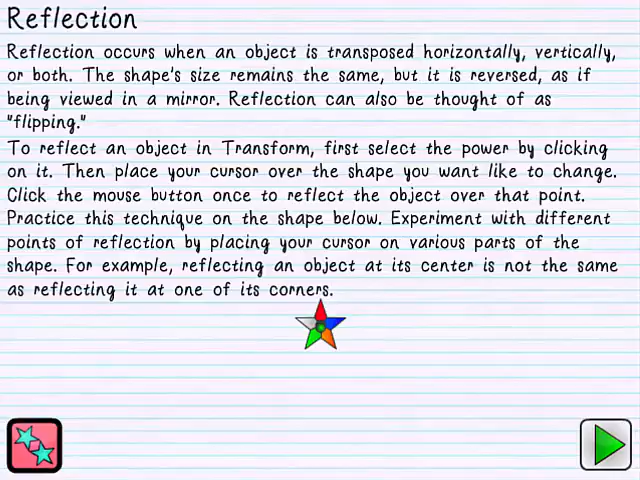 Reflection
Reflection occurs when an object is transposed horizontally, vertically,
or both. The shape's size remains the same, but it is reversed, as if
being viewed in a mirror. Reflection can also be thought of as
"flipping."
To reflect an object in Transform, first select the power by clicking
on it. Then place your cursor over the shape you want like to change.
Click the mouse button once to reflect the object over that point.
Practice this technique on the shape below. Experiment with different
points of reflection by placing your cursor on various parts of the
shape. For example, reflecting an object at its center is not the same
as reflecting it at one of its corners.